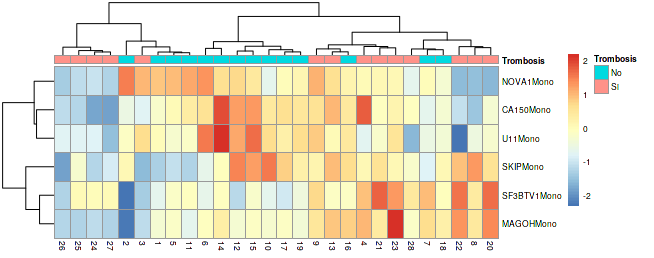 Trombosis
NOVA1Mono
CA150Mono
U11Mono
SKIPMono
SF3BTV1Mono
MAGOHMono
26 25 24 27 2 3 1 5 11 6 14 12 15 10 17 19 9 13 16 4 21 23 28 7 18 22 8 20
2
1
0
-1
-2
Trombosis
No
SI